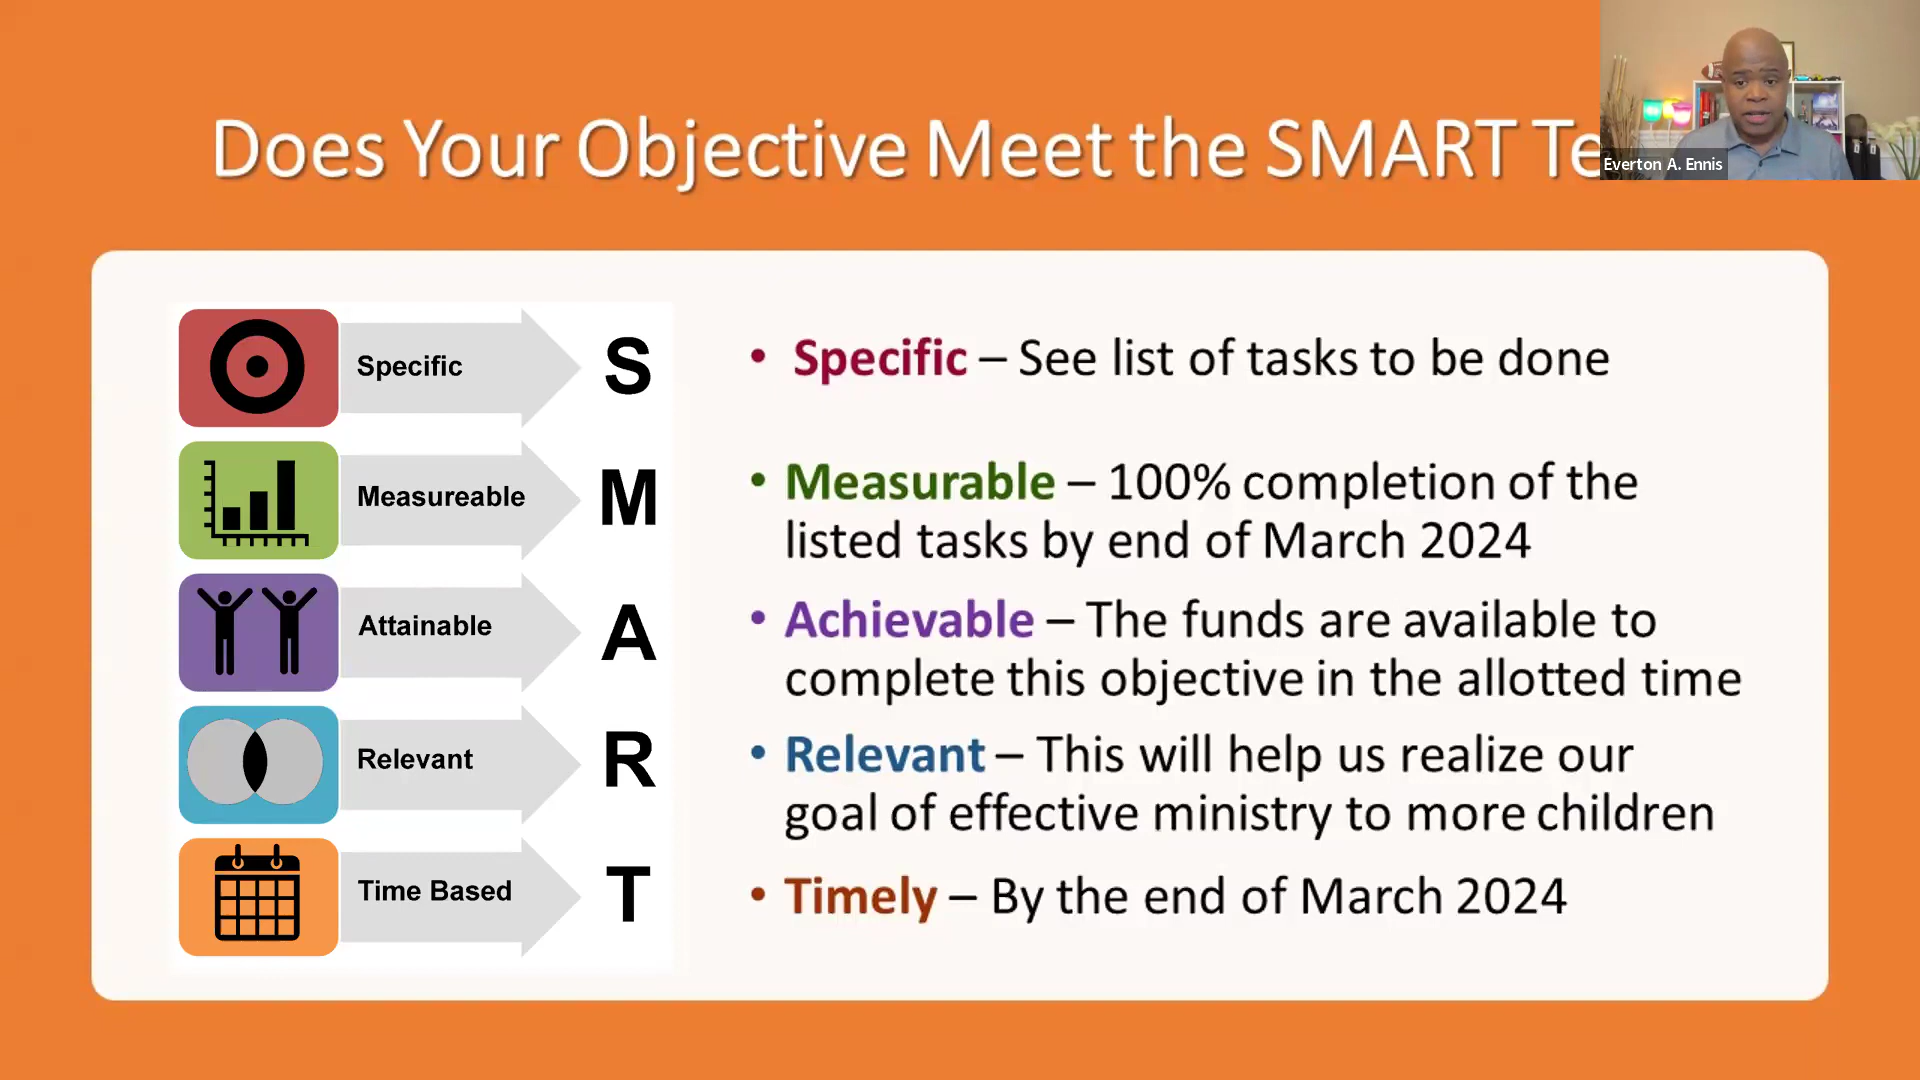 Does Your Objective Meet the SMART Te
Everton A. Ennis
Specific
S
Measureable
M
Attainable
A
Relevant
R
Time Based
T
• Specific – See list of tasks to be done
• Measurable – 100% completion of the
listed tasks by end of March 2024
• Achievable – The funds are available to
complete this objective in the allotted time
• Relevant – This will help us realize our
goal of effective ministry to more children
• Timely – By the end of March 2024